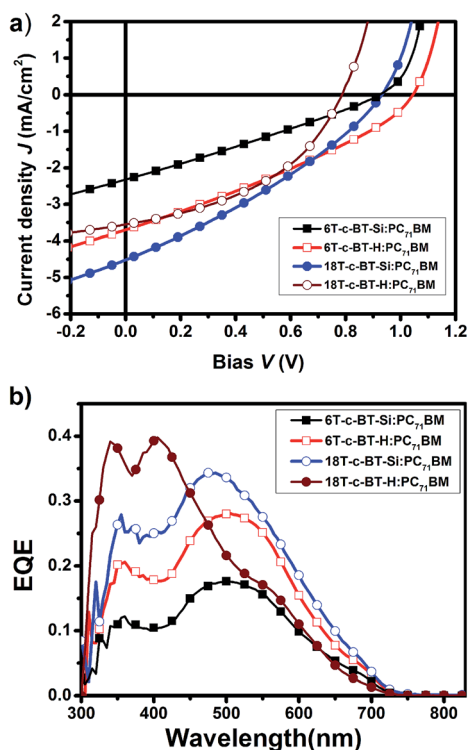 a)
Current density J (mA/cm²)
2
1
0
-1
-2
-3
-4
-5
-6
6T-c-BT-Si:PC₇₁BM
6T-c-BT-H:PC₇₁BM
18T-c-BT-Si:PC₇₁BM
18T-c-BT-H:PC₇₁BM
-0.2 0.0 0.2 0.4 0.6 0.8 1.0 1.2
Bias V (V)
b)
EQE
0.4
0.3
0.2
0.1
0.0
6T-c-BT-Si:PC₇₁BM
6T-c-BT-H:PC₇₁BM
18T-c-BT-Si:PC₇₁BM
18T-c-BT-H:PC₇₁BM
300 400 500 600 700 800
Wavelength(nm)